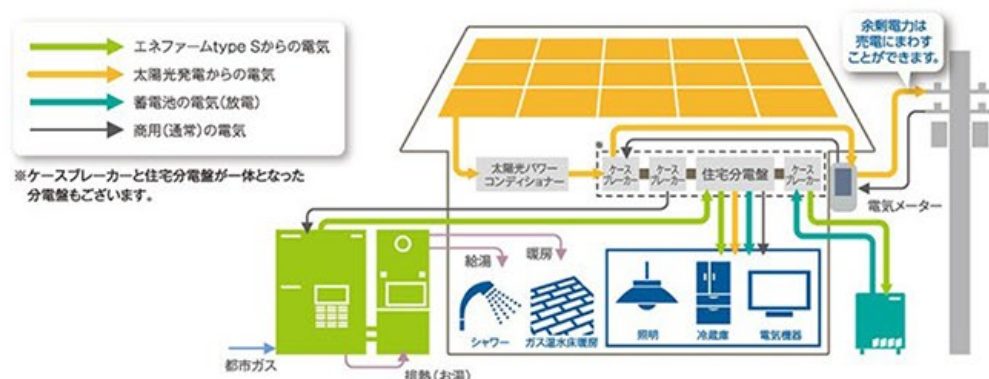 エネファームtype Sからの電気
太陽光発電からの電気
蓄電池の電気(放電)
商用(通常)の電気
※ケースブレーカーと住宅分電盤が一体となった
分電盤もございます。
余剰電力は
売電にまわす
ことができます。
※
太陽光パワー
コンディショナー
ケース
ブレーカー
ケース
ブレーカー
住宅分電盤
ケース
ブレーカー
電気メーター
給湯
暖房
シャワー
ガス温水床暖房
照明
冷蔵庫
電気機器
都市ガス
排熱(お湯)